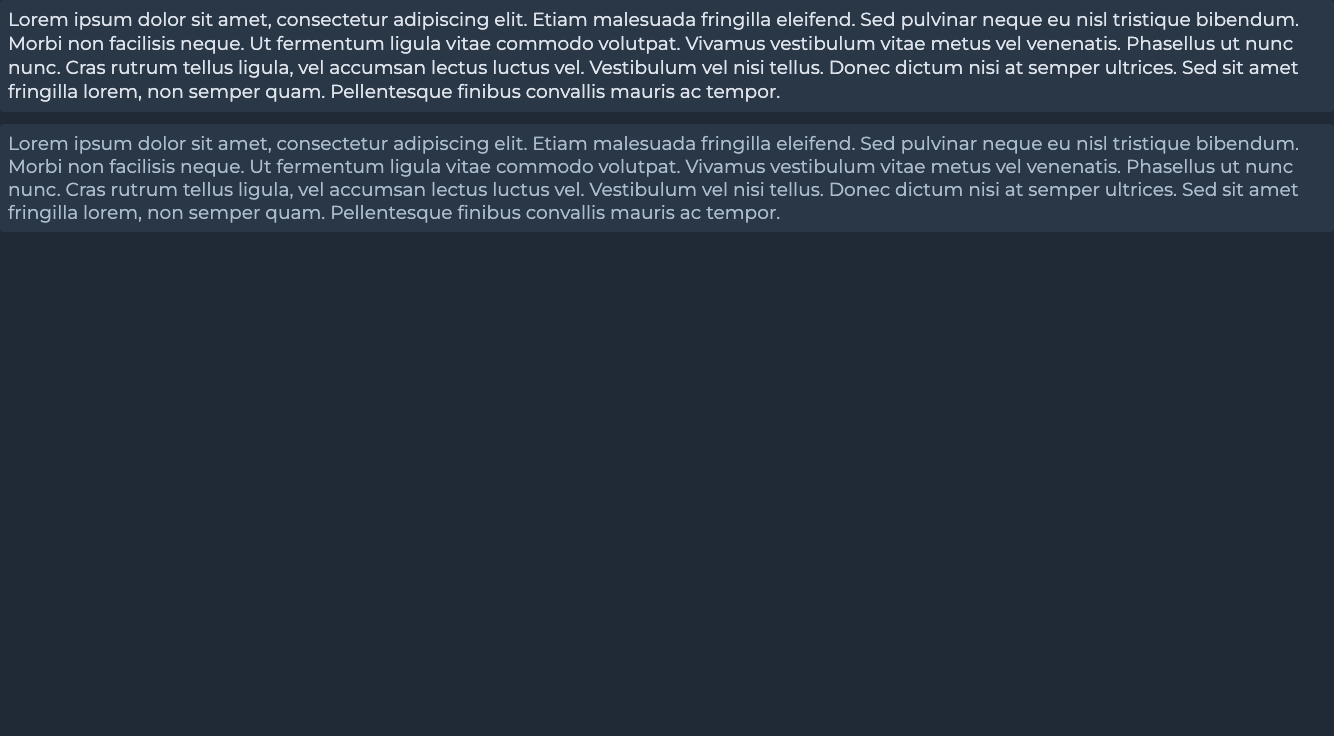 Lorem ipsum dolor sit amet, consectetur adipiscing elit. Etiam malesuada fringilla eleifend. Sed pulvinar neque eu nisl tristique bibendum.
Morbi non facilisis neque. Ut fermentum ligula vitae commodo volutpat. Vivamus vestibulum vitae metus vel venenatis. Phasellus ut nunc
nunc. Cras rutrum tellus ligula, vel accumsan lectus luctus vel. Vestibulum vel nisi tellus. Donec dictum nisi at semper ultrices. Sed sit amet
fringilla lorem, non semper quam. Pellentesque finibus convallis mauris ac tempor.
Lorem ipsum dolor sit amet, consectetur adipiscing elit. Etiam malesuada fringilla eleifend. Sed pulvinar neque eu nisl tristique bibendum.
Morbi non facilisis neque. Ut fermentum ligula vitae commodo volutpat. Vivamus vestibulum vitae metus vel venenatis. Phasellus ut nunc
nunc. Cras rutrum tellus ligula, vel accumsan lectus luctus vel. Vestibulum vel nisi tellus. Donec dictum nisi at semper ultrices. Sed sit amet
fringilla lorem, non semper quam. Pellentesque finibus convallis mauris ac tempor.